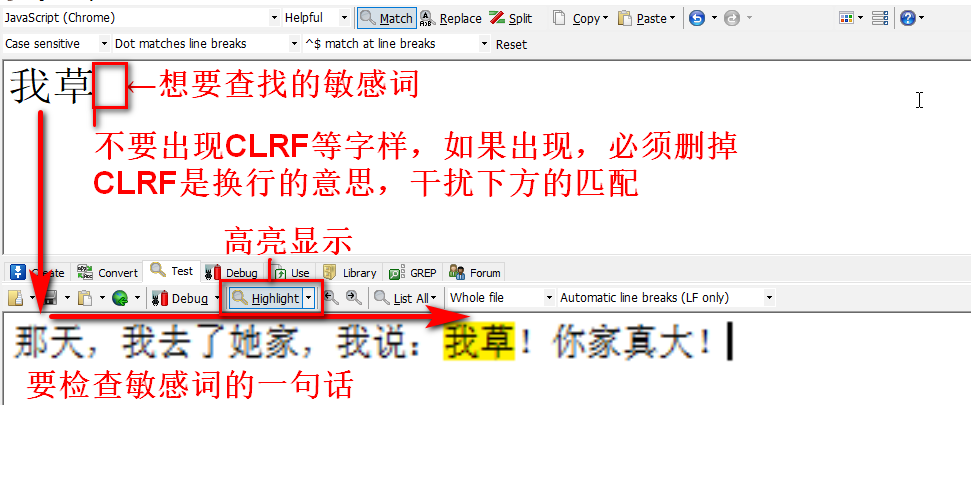 JavaScript (Chrome) Helpful Match Replace Split Copy Paste
Case sensitive Dot matches line breaks ^$ match at line breaks Reset
我草 ←想要查找的敏感词
不要出现CLRF等字样，如果出现，必须删掉
CLRF是换行的意思，干扰下方的匹配
高亮显示
Create Convert Test Debug Use Library GREP Forum
Debug Highlight List All Whole file Automatic line breaks (LF only)
那天，我去了她家，我说：我草！你家真大！
要检查敏感词的一句话